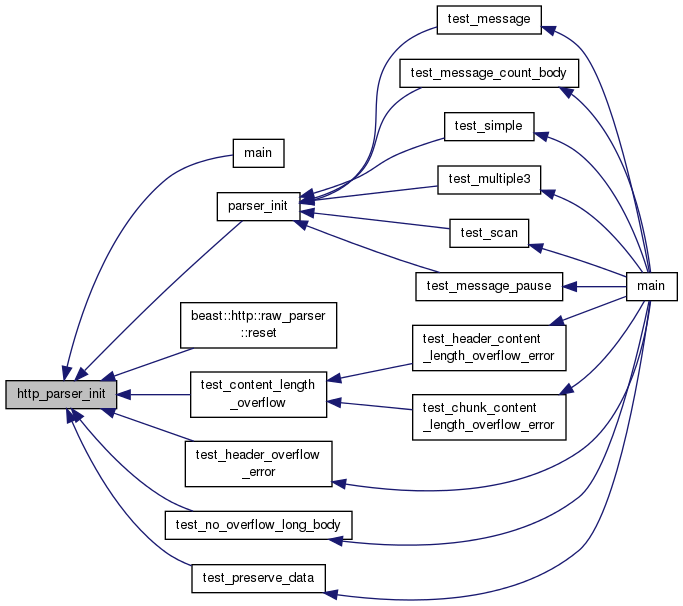 test_message
test_message_count_body
test_simple
main
test_multiple3
parser_init
test_scan
test_message_pause
main
beast::http::raw_parser
::reset
test_header_content
_length_overflow_error
test_content_length
_overflow
http_parser_init
test_chunk_content
_length_overflow_error
test_header_overflow
_error
test_no_overflow_long_body
test_preserve_data